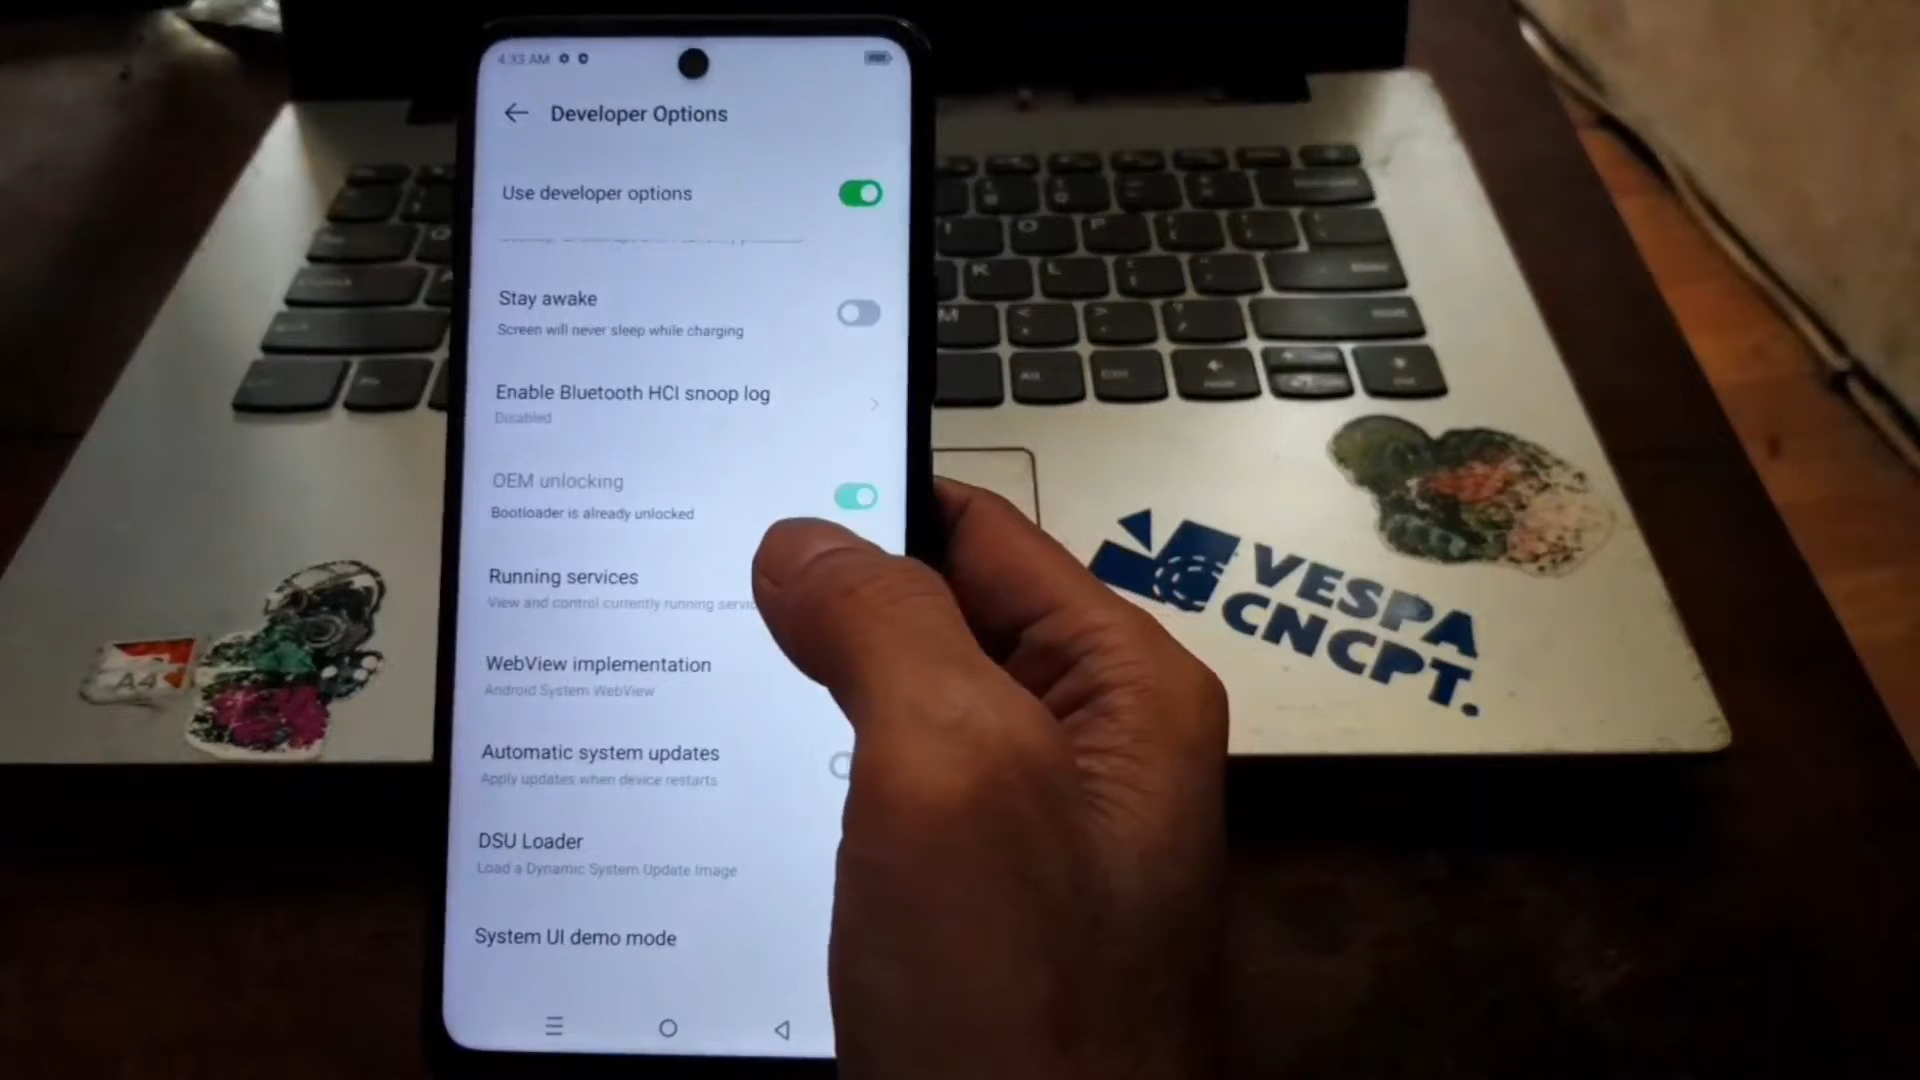 4:33 AM
Developer Options
Use developer options
Stay awake
Screen will never sleep while charging
Enable Bluetooth HCI snoop log
Disabled
OEM unlocking
Bootloader is already unlocked
Running services
View and control currently running
WebView implementation
Android System WebView
Automatic system updates
Apply updates when device restarts
DSU Loader
Load a Dynamic System Update Image
System UI demo mode
O P
K L
M
Alt Ctrl
VESPA
CNCPT.
A4